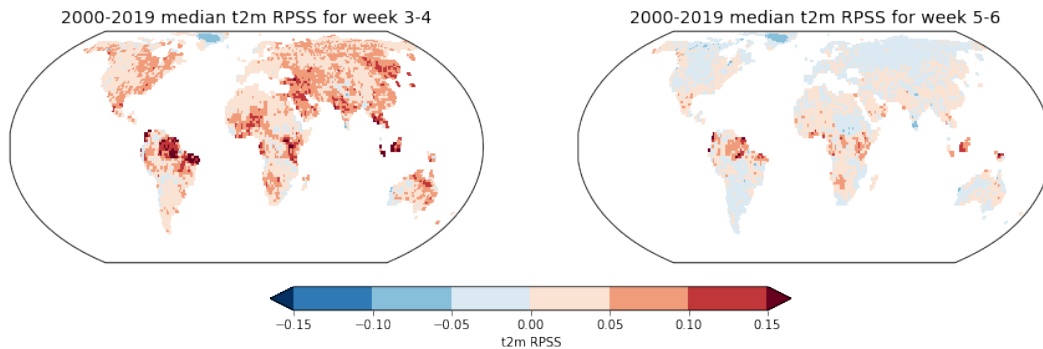 2000-2019 median t2m RPSS for week 3-4
2000-2019 median t2m RPSS for week 5-6
−0.15 −0.10 −0.05 0.00 0.05 0.10 0.15
t2m RPSS